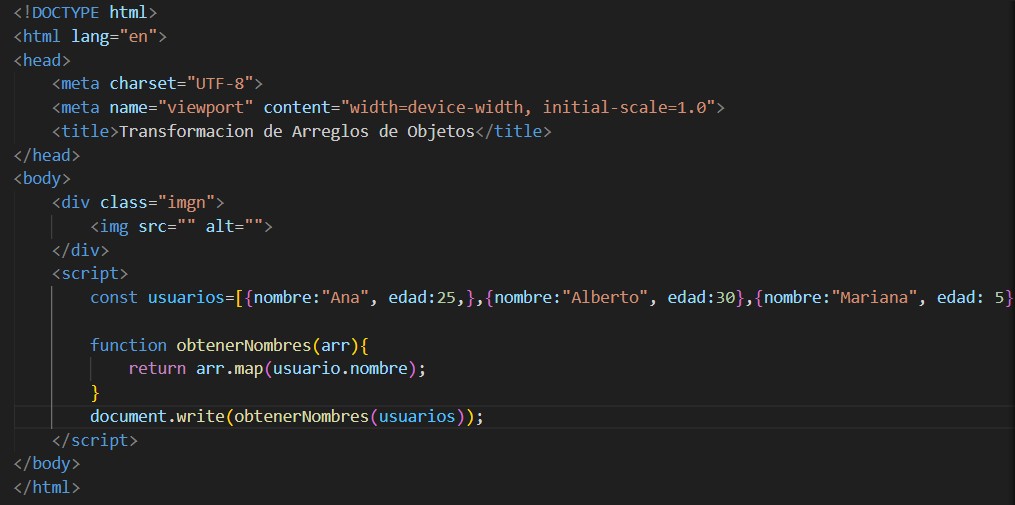 <!DOCTYPE html>
<html lang="en">
<head>
    <meta charset="UTF-8">
    <meta name="viewport" content="width=device-width, initial-scale=1.0">
    <title>Transformacion de Arreglos de Objetos</title>
</head>
<body>
    <div class="imgn">
        <img src="" alt="">
    </div>
    <script>
        const usuarios=[{nombre:"Ana", edad:25,},{nombre:"Alberto", edad:30},{nombre:"Mariana", edad: 5}
        function obtenerNombres(arr){
            return arr.map(usuario.nombre);
        }
        document.write(obtenerNombres(usuarios));
    </script>
</body>
</html>